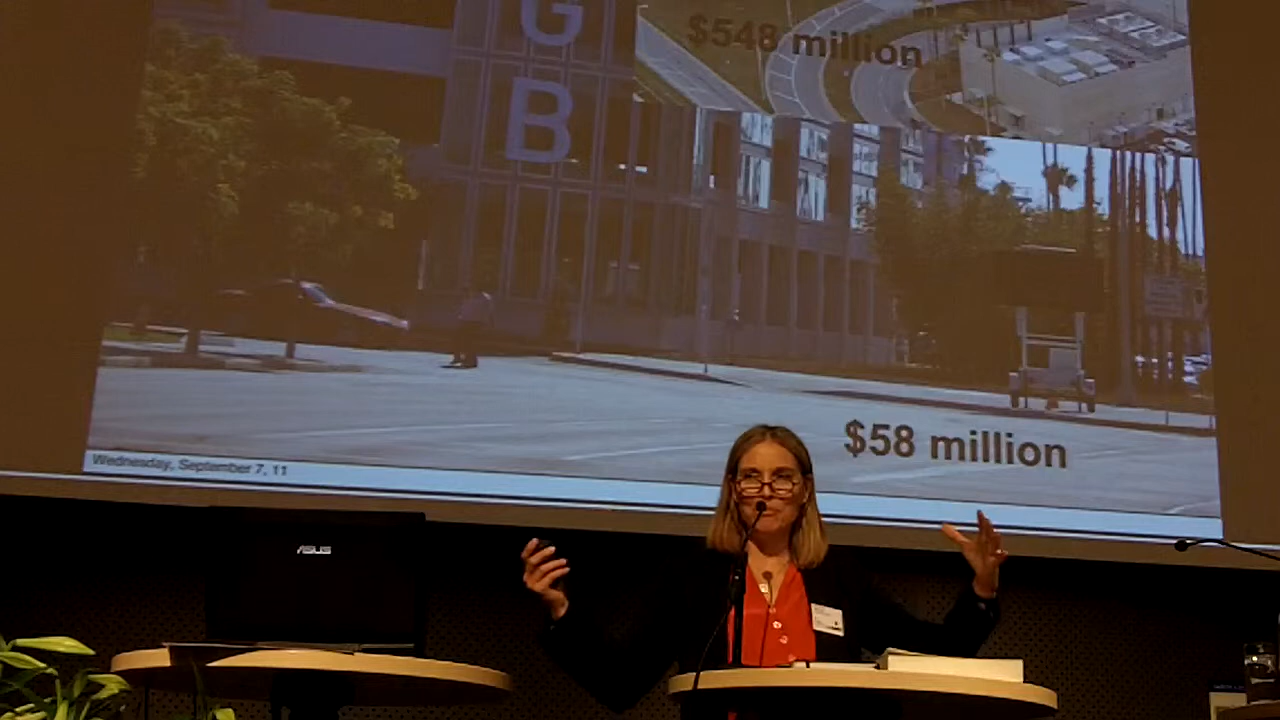 $548 million
G
B
$58 million
Wednesday, September 7, 11
ASUS